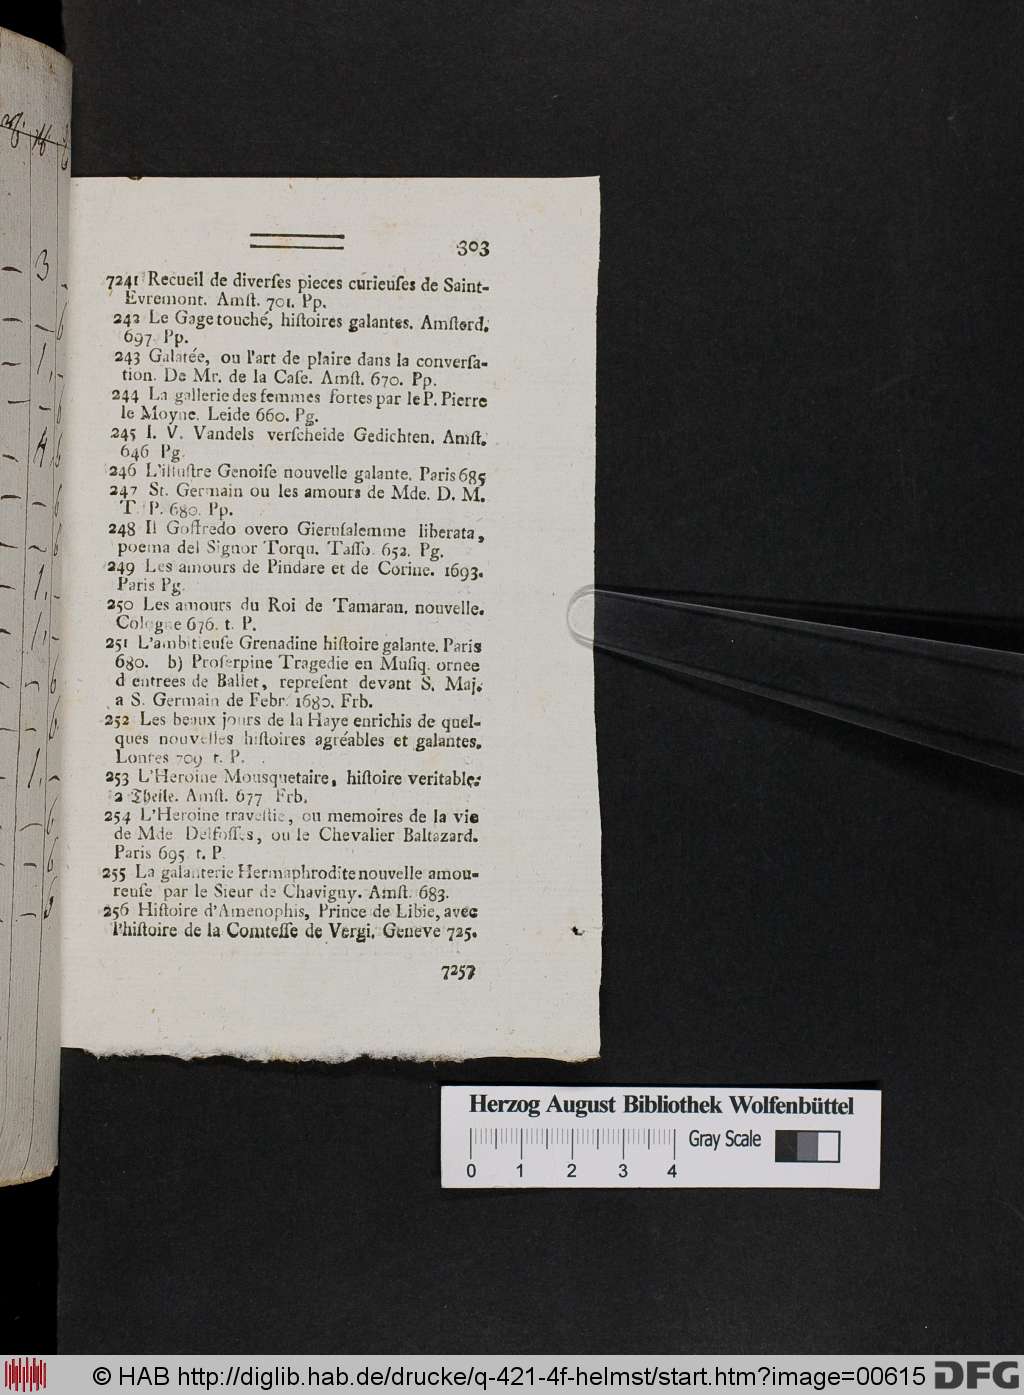 303
7241 Recueil de diverſes pieces curieuſes de Saint-
Evremont. Amſt. 701. Pp.
242 Le Gage touché, hiſtoires galantes. Amſterd.
697. Pp.
243 Galatée, ou l'art de plaire dans la converſa-
tion. De Mr. de la Caſe. Amſt. 670. Pp.
244 La gallerie des femmes fortes par le P. Pierre
le Moyne. Leide 660. Pg.
245 I. V. Vandels verſcheide Gedichten. Amſt.
646 Pg.
246 L'illuſtre Genoiſe nouvelle galante. Paris 685
247 St. Germain ou les amours de Mde. D. M.
T. P. 680. Pp.
248 Il Goffredo overo Gieruſalemme liberata,
poema del Signor Torqu. Taſſo. 652. Pg.
249 Les amours de Pindare et de Corine. 1693.
Paris Pg.
250 Les amours du Roi de Tamaran, nouvelle.
Cologne 676. t. P.
251 L'ambitieuſe Grenadine hiſtoire galante. Paris
680. b) Proſerpine Tragedie en Muſiq. ornee
d entrees de Ballet, repreſent devant S. Maj.
a S. Germain de Febr. 1680. Frb.
252 Les beaux jours de la Haye enrichis de quel-
ques nouvelles hiſtoires agréables et galantes.
Lontres 709 t. P.
253 L'Heroine Mousquetaire, hiſtoire veritable.
2 Theile. Amſt. 677 Frb.
254 L'Heroine traveſtie, ou memoires de la vie
de Mde Delfoſſes, ou le Chevalier Baltazard.
Paris 695 t. P.
255 La galanterie Hermaphrodite nouvelle amou-
reuſe par le Sieur de Chavigny. Amſt. 683.
256 Hiſtoire d'Amenophis, Prince de Libie, avec
l'hiſtoire de la Comteſſe de Vergi. Geneve 725.
7257
Herzog August Bibliothek Wolfenbüttel
Gray Scale
0 1 2 3 4
© HAB http://diglib.hab.de/drucke/q-421-4f-helmst/start.htm?image=00615
DFG